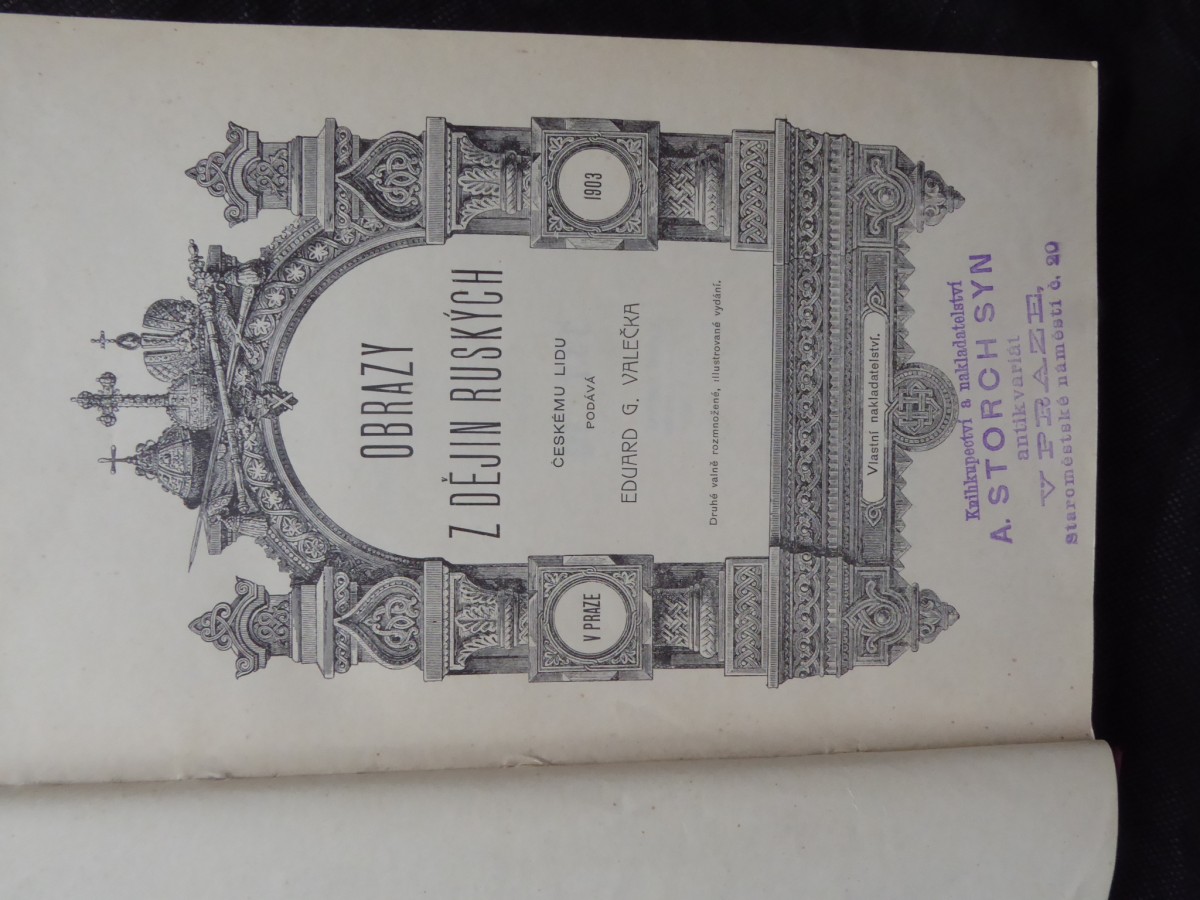 OBRAZY
Z DĚJIN RUSKÝCH
ČESKÉMU LIDU
PODÁVÁ
EDUARD G. VALEČKA
V PRAZE
1903
Druhé valně rozmnožené, illustrované vydání.
Vlastní nakladatelství.
Knihkupectví a nakladatelství
A. STORCH SYN
antikvariát
V PRAZE,
Staroměstské náměstí č. 20